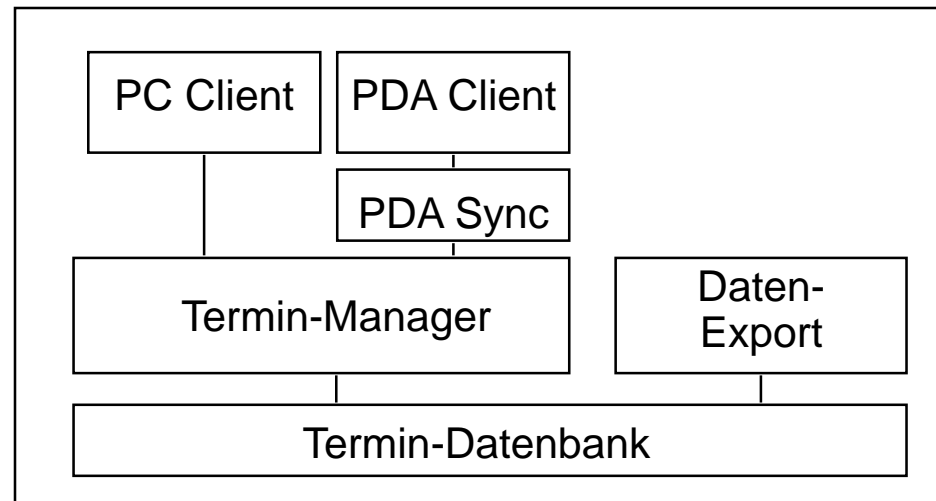 PC Client
PDA Client
PDA Sync
Termin-Manager
Daten-
Export
Termin-Datenbank